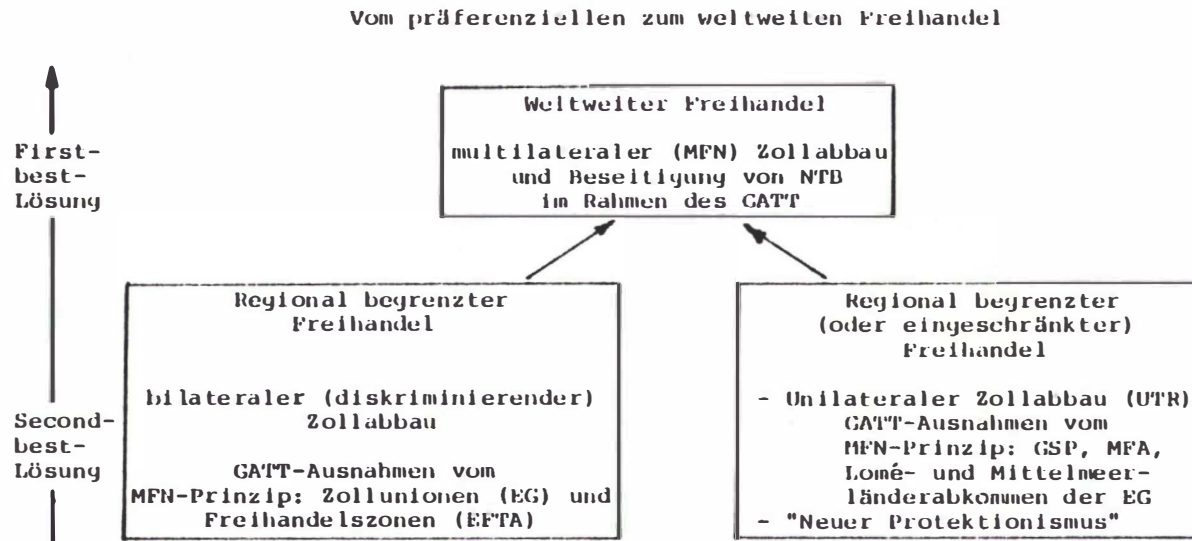 Vom präferenziellen zum weltweiten Freihandel
First-
best-
Lösung
Weltweiter Freihandel
multilateraler (MFN) Zollabbau
und Beseitigung von NTB
im Rahmen des GATT
Second-
best-
Lösung
Regional begrenzter
Freihandel
bilateraler (diskriminierender)
Zollabbau
GATT-Ausnahmen vom
MFN-Prinzip: Zollunionen (EG) und
Freihandelszonen (EFTA)
Regional begrenzter
(oder eingeschränkter)
Freihandel
- Unilateraler Zollabbau (UTR)
GATT-Ausnahmen vom
MFN-Prinzip: GSP, MFA,
Lomé- und Mittelmeer-
länderabkommen der EG
- "Neuer Protektionismus"